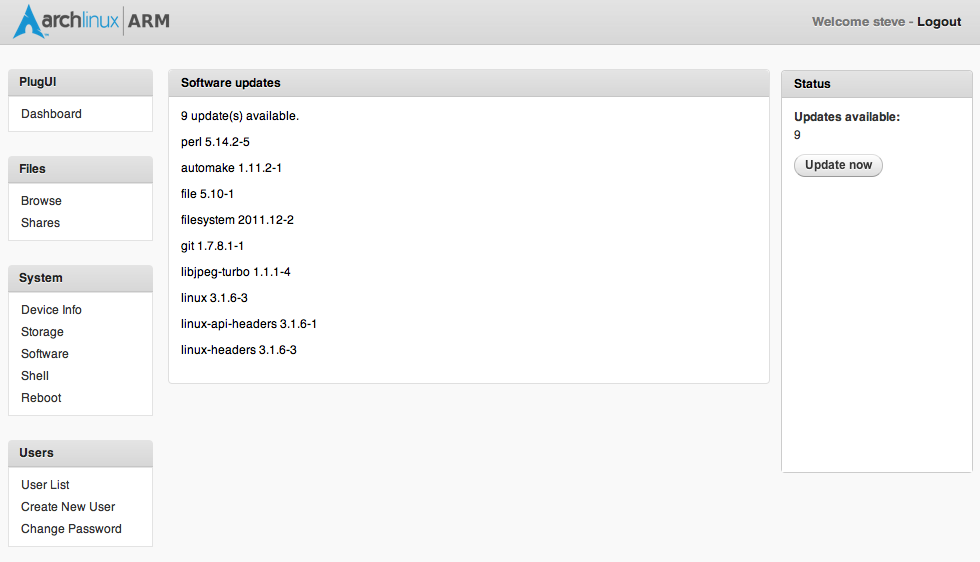 archlinux | ARM
Welcome steve - Logout
PlugUI
Dashboard
Files
Browse
Shares
System
Device Info
Storage
Software
Shell
Reboot
Users
User List
Create New User
Change Password
Software updates
9 update(s) available.
perl 5.14.2-5
automake 1.11.2-1
file 5.10-1
filesystem 2011.12-2
git 1.7.8.1-1
libjpeg-turbo 1.1.1-4
linux 3.1.6-3
linux-api-headers 3.1.6-1
linux-headers 3.1.6-3
Status
Updates available:
9
Update now